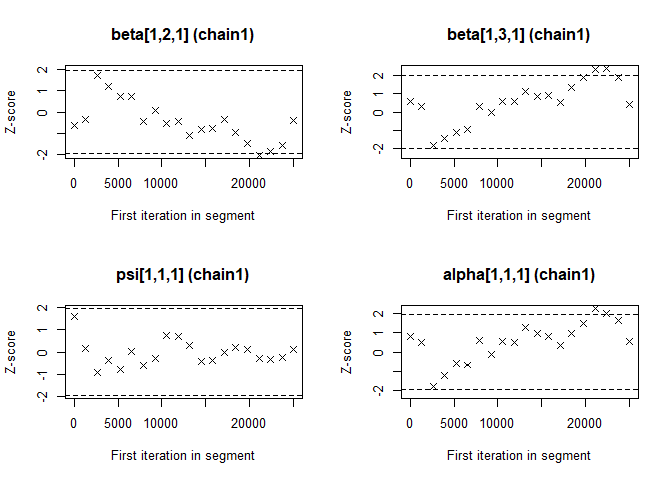 beta[1,2,1] (chain1)
Z-score
2
1
0
-2
0
5000
10000
20000
First iteration in segment
beta[1,3,1] (chain1)
Z-score
2
1
0
-2
0
5000
10000
20000
First iteration in segment
psi[1,1,1] (chain1)
Z-score
2
1
0
-1
-2
0
5000
10000
20000
First iteration in segment
alpha[1,1,1] (chain1)
Z-score
2
1
0
-2
0
5000
10000
20000
First iteration in segment